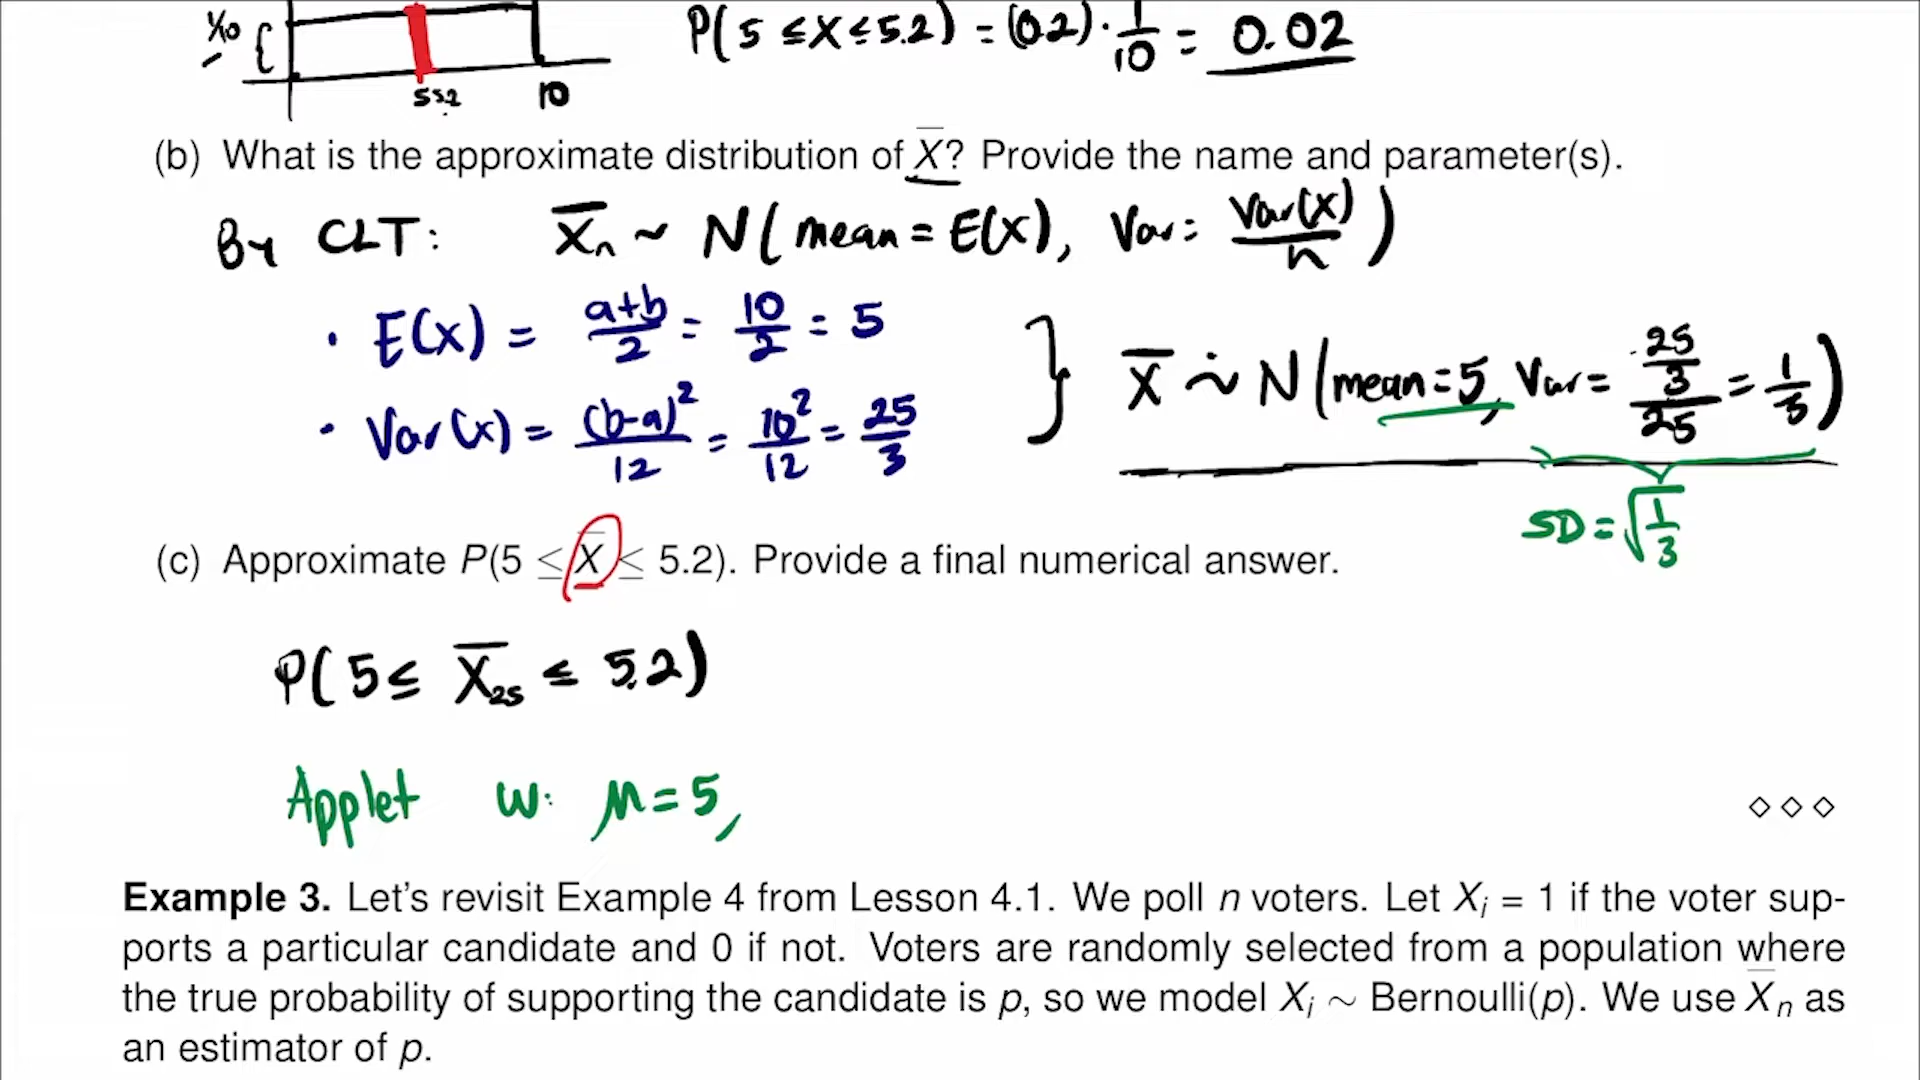 1/10 { P(5 ≤ X ≤ 5.2) = (0.2) · 1/10 = 0.02
5 5.2 10
(b) What is the approximate distribution of X̅? Provide the name and parameter(s).
By CLT: X̅ₙ ~ N(mean = E(X), Var = Var(X)/n)
• E(X) = a+b/2 = 10/2 = 5
• Var(X) = (b-a)²/12 = 10²/12 = 25/3
} X̅ ~̇ N(mean = 5, Var = 25/3/25 = 1/3)
SD = √1/3
(c) Approximate P(5 ≤ X̅ ≤ 5.2). Provide a final numerical answer.
P(5 ≤ X̅₂₅ ≤ 5.2)
Applet w: μ = 5,
◇ ◇ ◇
Example 3. Let's revisit Example 4 from Lesson 4.1. We poll n voters. Let Xᵢ = 1 if the voter sup-
ports a particular candidate and 0 if not. Voters are randomly selected from a population where
the true probability of supporting the candidate is p, so we model Xᵢ ∼ Bernoulli(p). We use X̅ₙ as
an estimator of p.